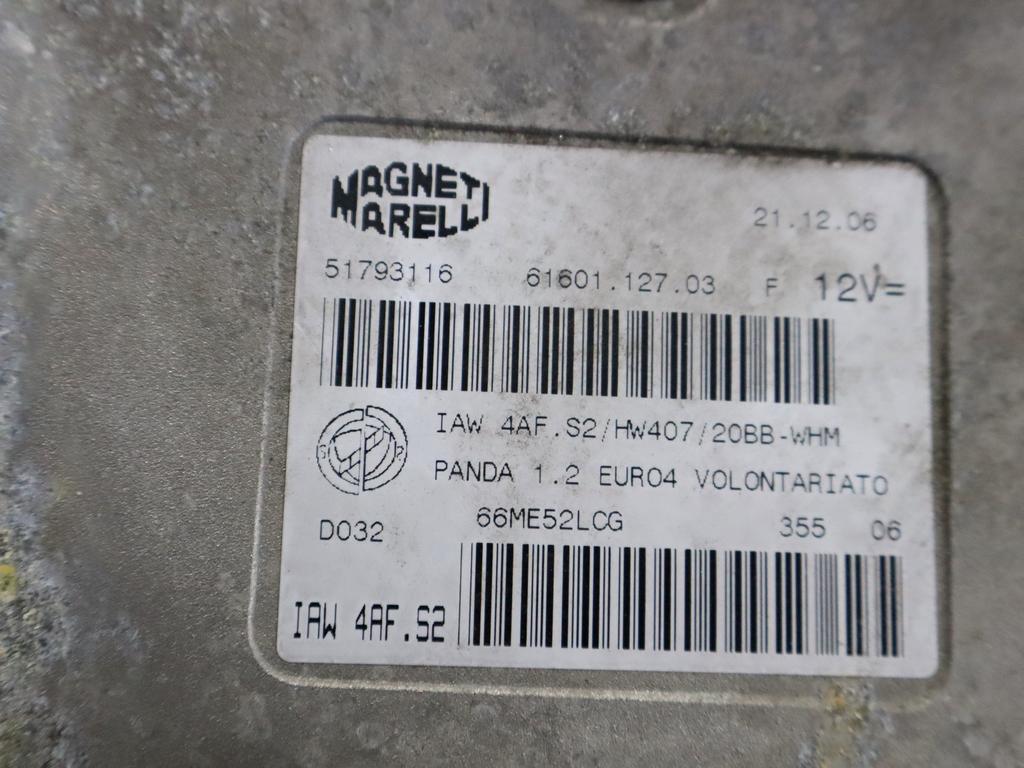 MAGNETI
MARELLI
21.12.06
51793116 61601.127.03 F 12V=
IAW 4AF.S2/HW407/20BB-WHM
PANDA 1.2 EURO4 VOLONTARIATO
D032 66ME52LCG 355 06
IAW 4AF.S2